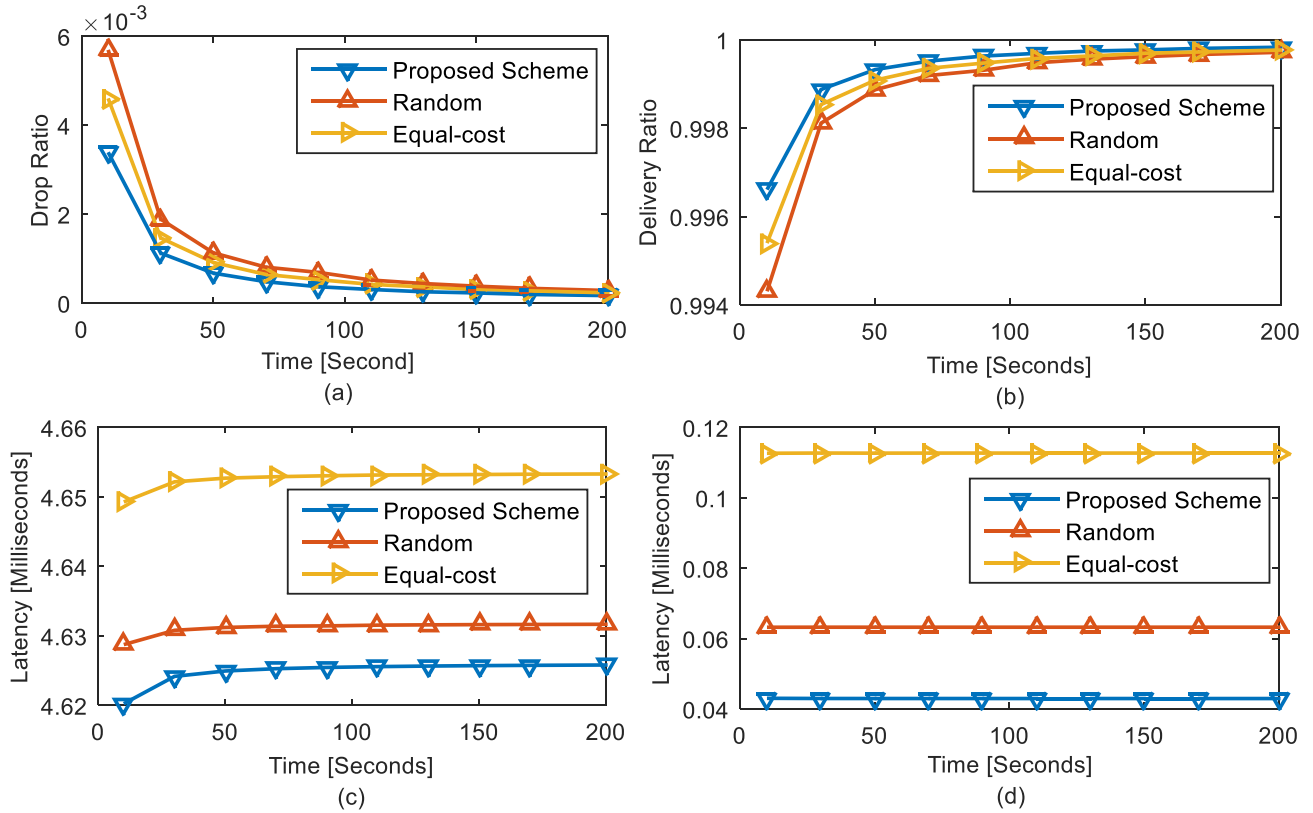 × 10⁻³
6
4
2
0
Drop Ratio
Proposed Scheme
Random
Equal-cost
0 50 100 150 200
Time [Second]
(a)
1
0.998
0.996
0.994
Delivery Ratio
Proposed Scheme
Random
Equal-cost
0 50 100 150 200
Time [Seconds]
(b)
4.66
4.65
4.64
4.63
4.62
Latency [Milliseconds]
Proposed Scheme
Random
Equal-cost
0 50 100 150 200
Time [Seconds]
(c)
0.12
0.1
0.08
0.06
0.04
Latency [Milliseconds]
Proposed Scheme
Random
Equal-cost
0 50 100 150 200
Time [Seconds]
(d)